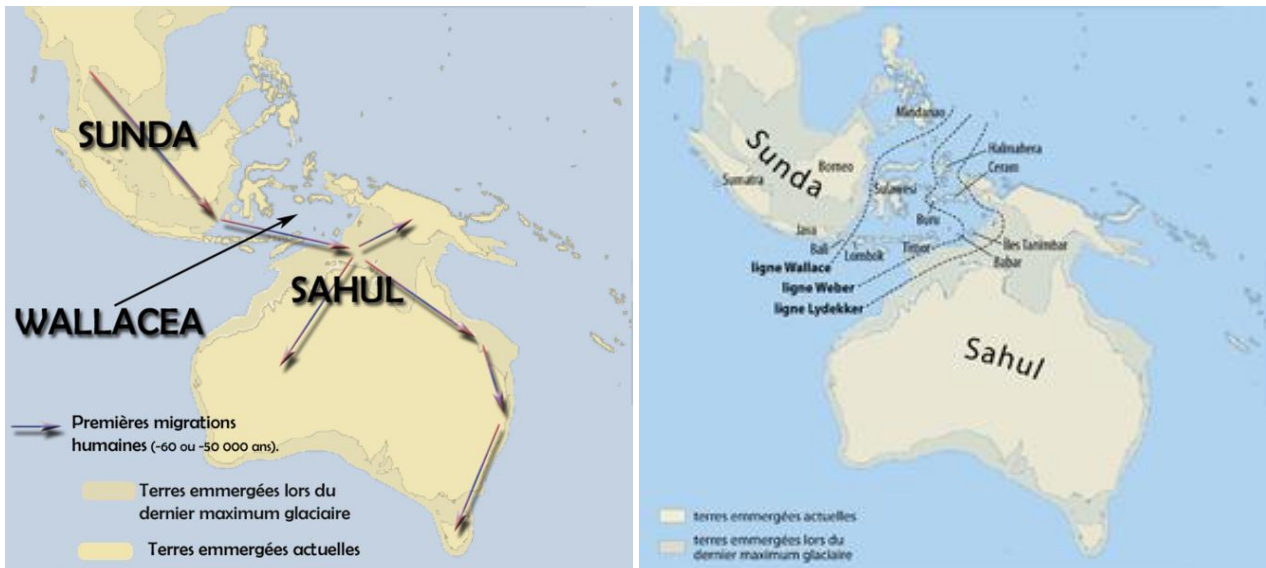 SUNDA
SAHUL
WALLACEA
Premières migrations
humaines (-60 ou -50 000 ans).
Terres emmergées lors du
dernier maximum glaciaire
Terres emmergées actuelles
Mindanao
Sunda
Halmahera
Ceram
Borneo
Sumatra
Sulawesi
Buru
Java
Bali
Lombok
Timor
Îles Tanimbar
Babar
ligne Wallace
ligne Weber
ligne Lydekker
Sahul
terres emmergées actuelles
terres emmergées lors du
dernier maximum glaciaire